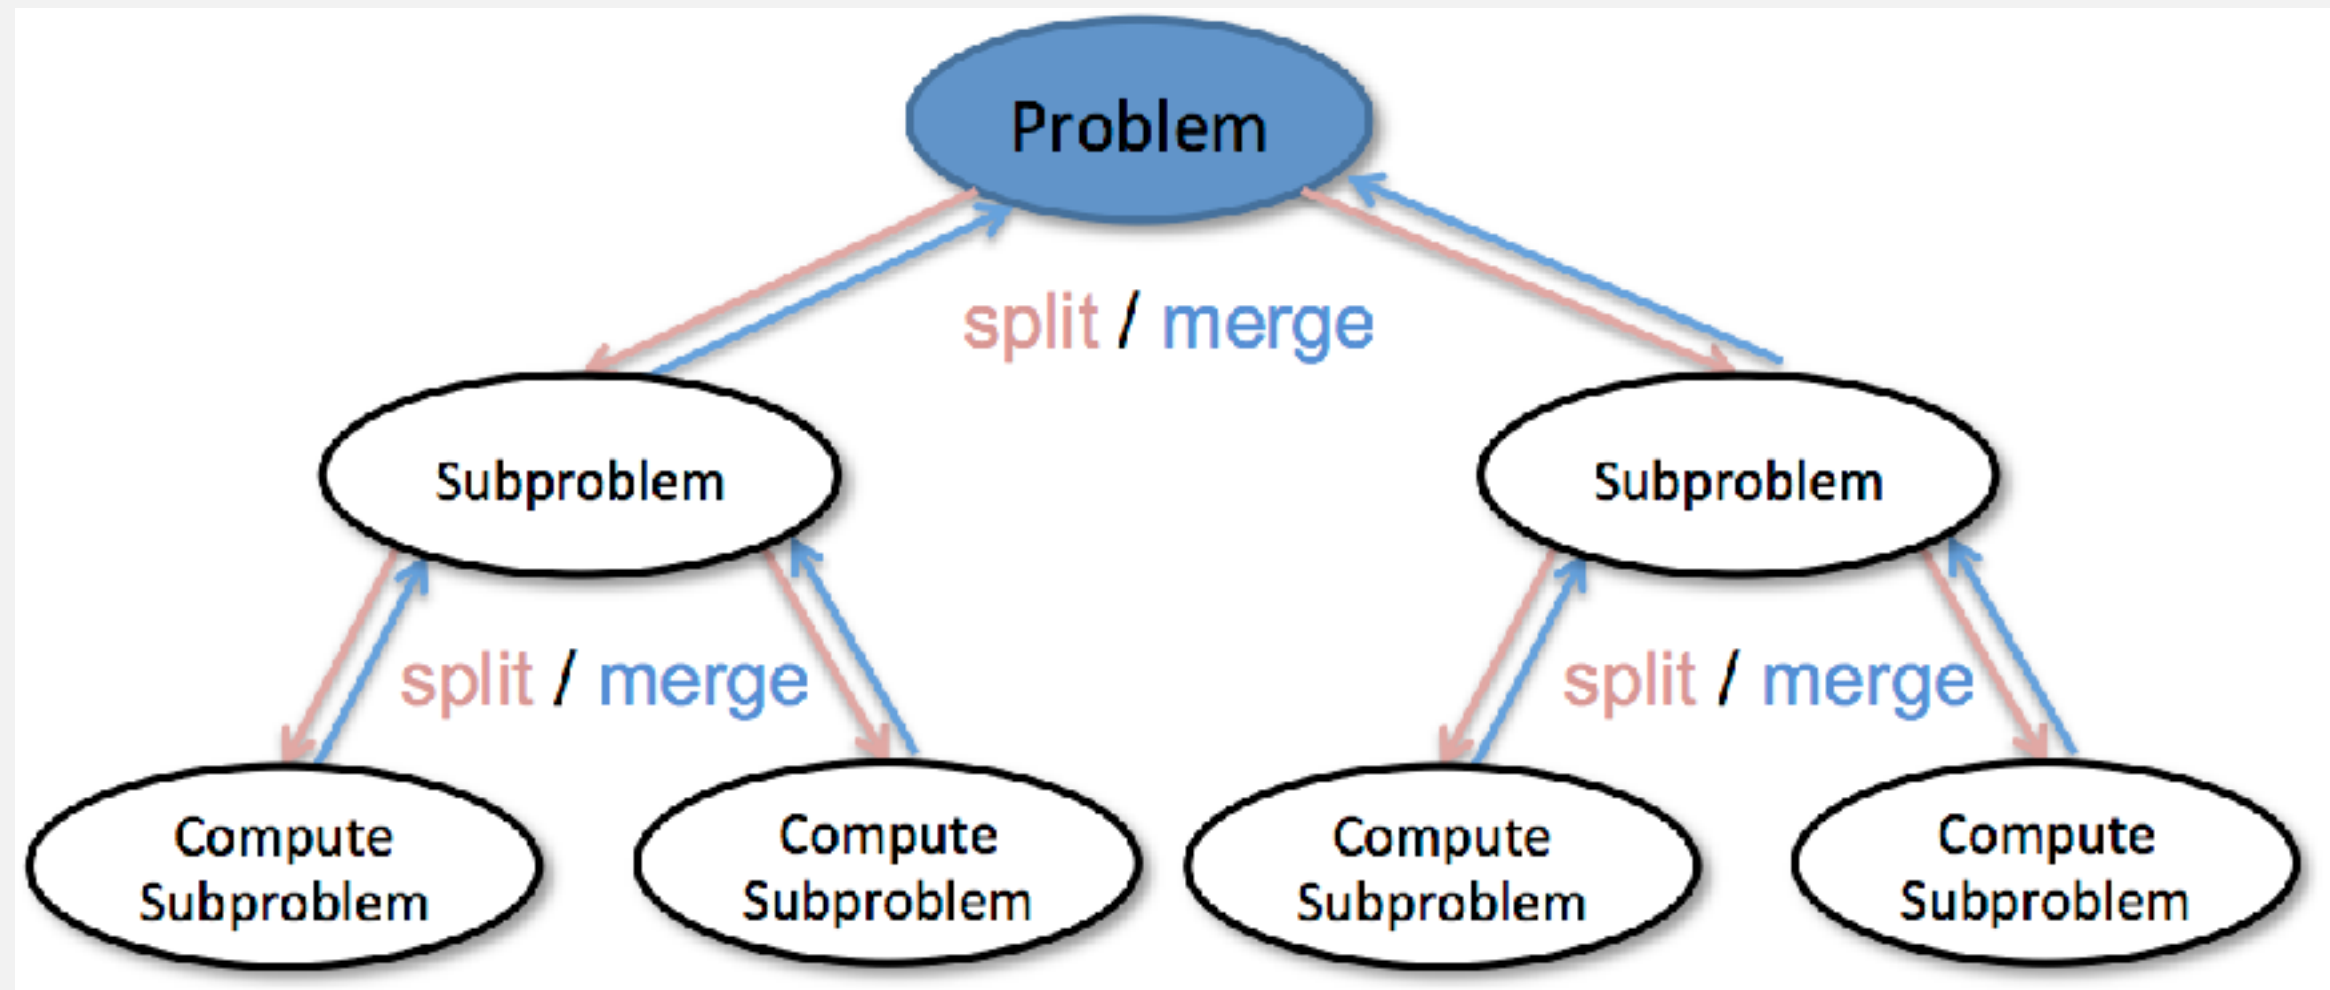 Problem
split / merge
Subproblem
Subproblem
split / merge
split / merge
Compute
Subproblem
Compute
Subproblem
Compute
Subproblem
Compute
Subproblem